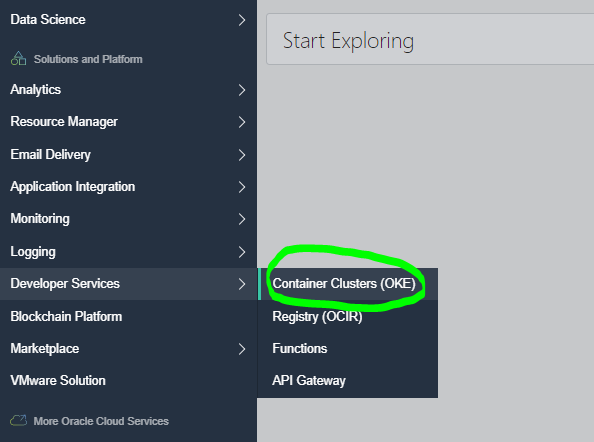 Data Science
Solutions and Platform
Analytics
Resource Manager
Email Delivery
Application Integration
Monitoring
Logging
Developer Services
Blockchain Platform
Marketplace
VMware Solution
More Oracle Cloud Services
Start Exploring
Container Clusters (OKE)
Registry (OCIR)
Functions
API Gateway